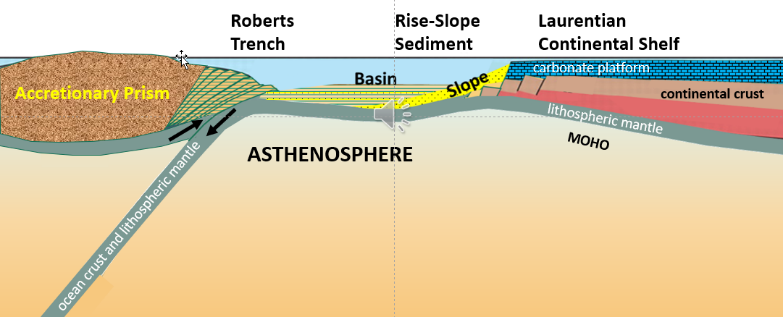 Roberts
Trench
Rise-Slope
Sediment
Laurentian
Continental Shelf
carbonate platform
Basin
Slope
Accretionary Prism
continental crust
lithospheric mantle
MOHO
ASTHENOSPHERE
ocean crust and lithospheric mantle